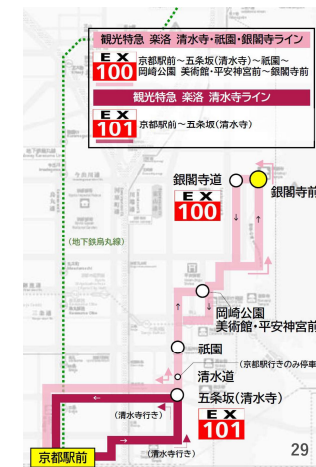 観光特急 楽洛 清水寺・祇園・銀閣寺ライン
EX
100
京都駅前～五条坂(清水寺)～祇園～
岡崎公園 美術館・平安神宮前～銀閣寺前
観光特急 楽洛 清水寺ライン
EX
101
京都駅前～五条坂(清水寺)
銀閣寺道
銀閣寺前
EX
100
(地下鉄烏丸線)
岡崎公園
美術館・平安神宮前
祇園
(京都駅行きのみ停車)
清水道
五条坂(清水寺)
(清水寺行き)
EX
101
(清水寺行き)
京都駅前
29